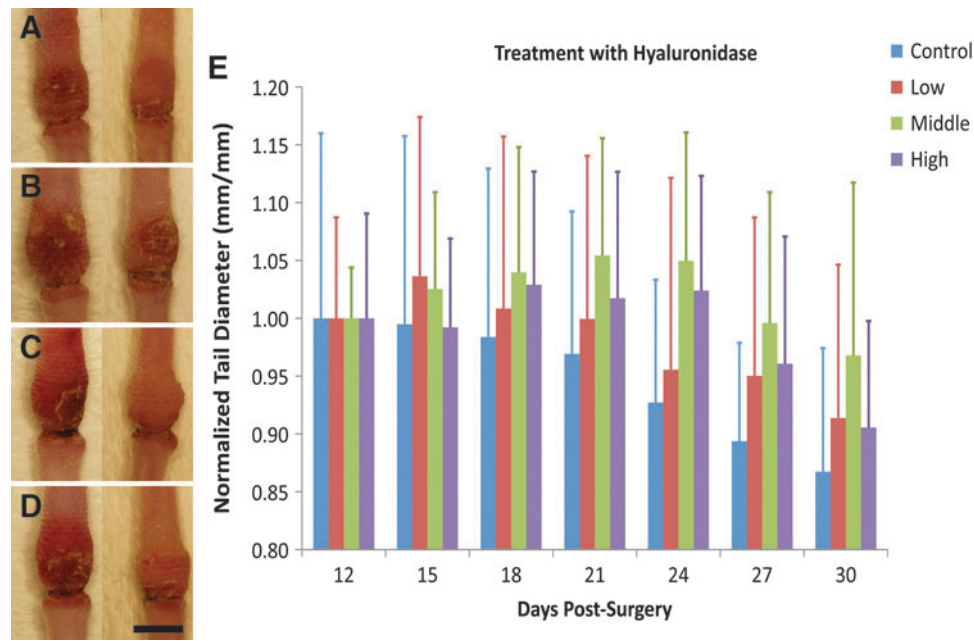 A
B
C
D
E
Treatment with Hyaluronidase
Control
Low
Middle
High
Normalized Tail Diameter (mm/mm)
1.20
1.15
1.10
1.05
1.00
0.95
0.90
0.85
0.80
12 15 18 21 24 27 30
Days Post-Surgery